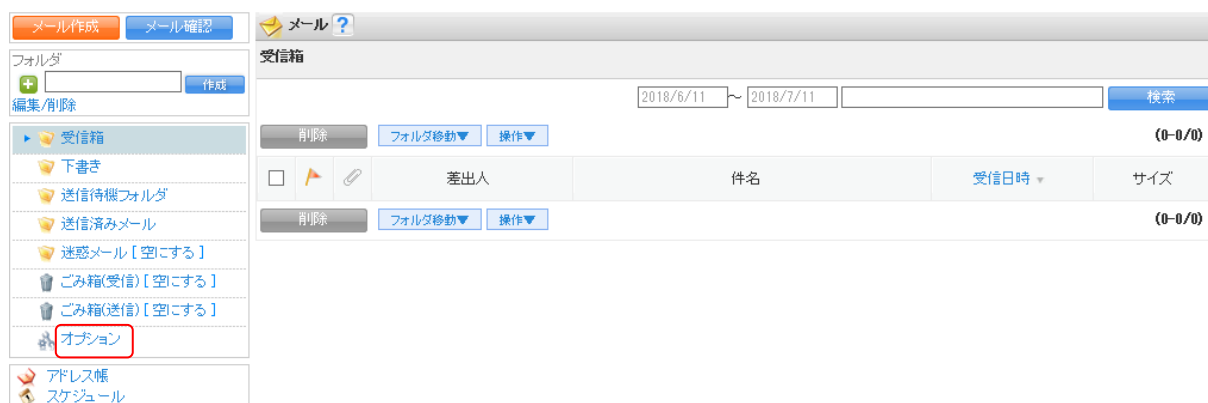 メール作成 メール確認
フォルダ
作成
編集/削除
受信箱
下書き
送信待機フォルダ
送信済みメール
迷惑メール [ 空にする ]
ごみ箱(受信) [ 空にする ]
ごみ箱(送信) [ 空にする ]
オプション
アドレス帳
スケジュール
メール ?
受信箱
2018/6/11 ～ 2018/7/11 検索
削除 フォルダ移動▼ 操作▼ (0-0/0)
差出人 件名 受信日時 ▼ サイズ
削除 フォルダ移動▼ 操作▼ (0-0/0)